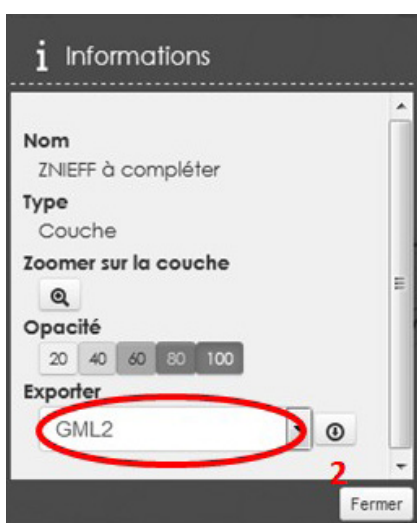 i Informations
Nom
ZNIEFF à compléter
Type
Couche
Zoomer sur la couche
Opacité
20 40 60 80 100
Exporter
GML2
2
Fermer